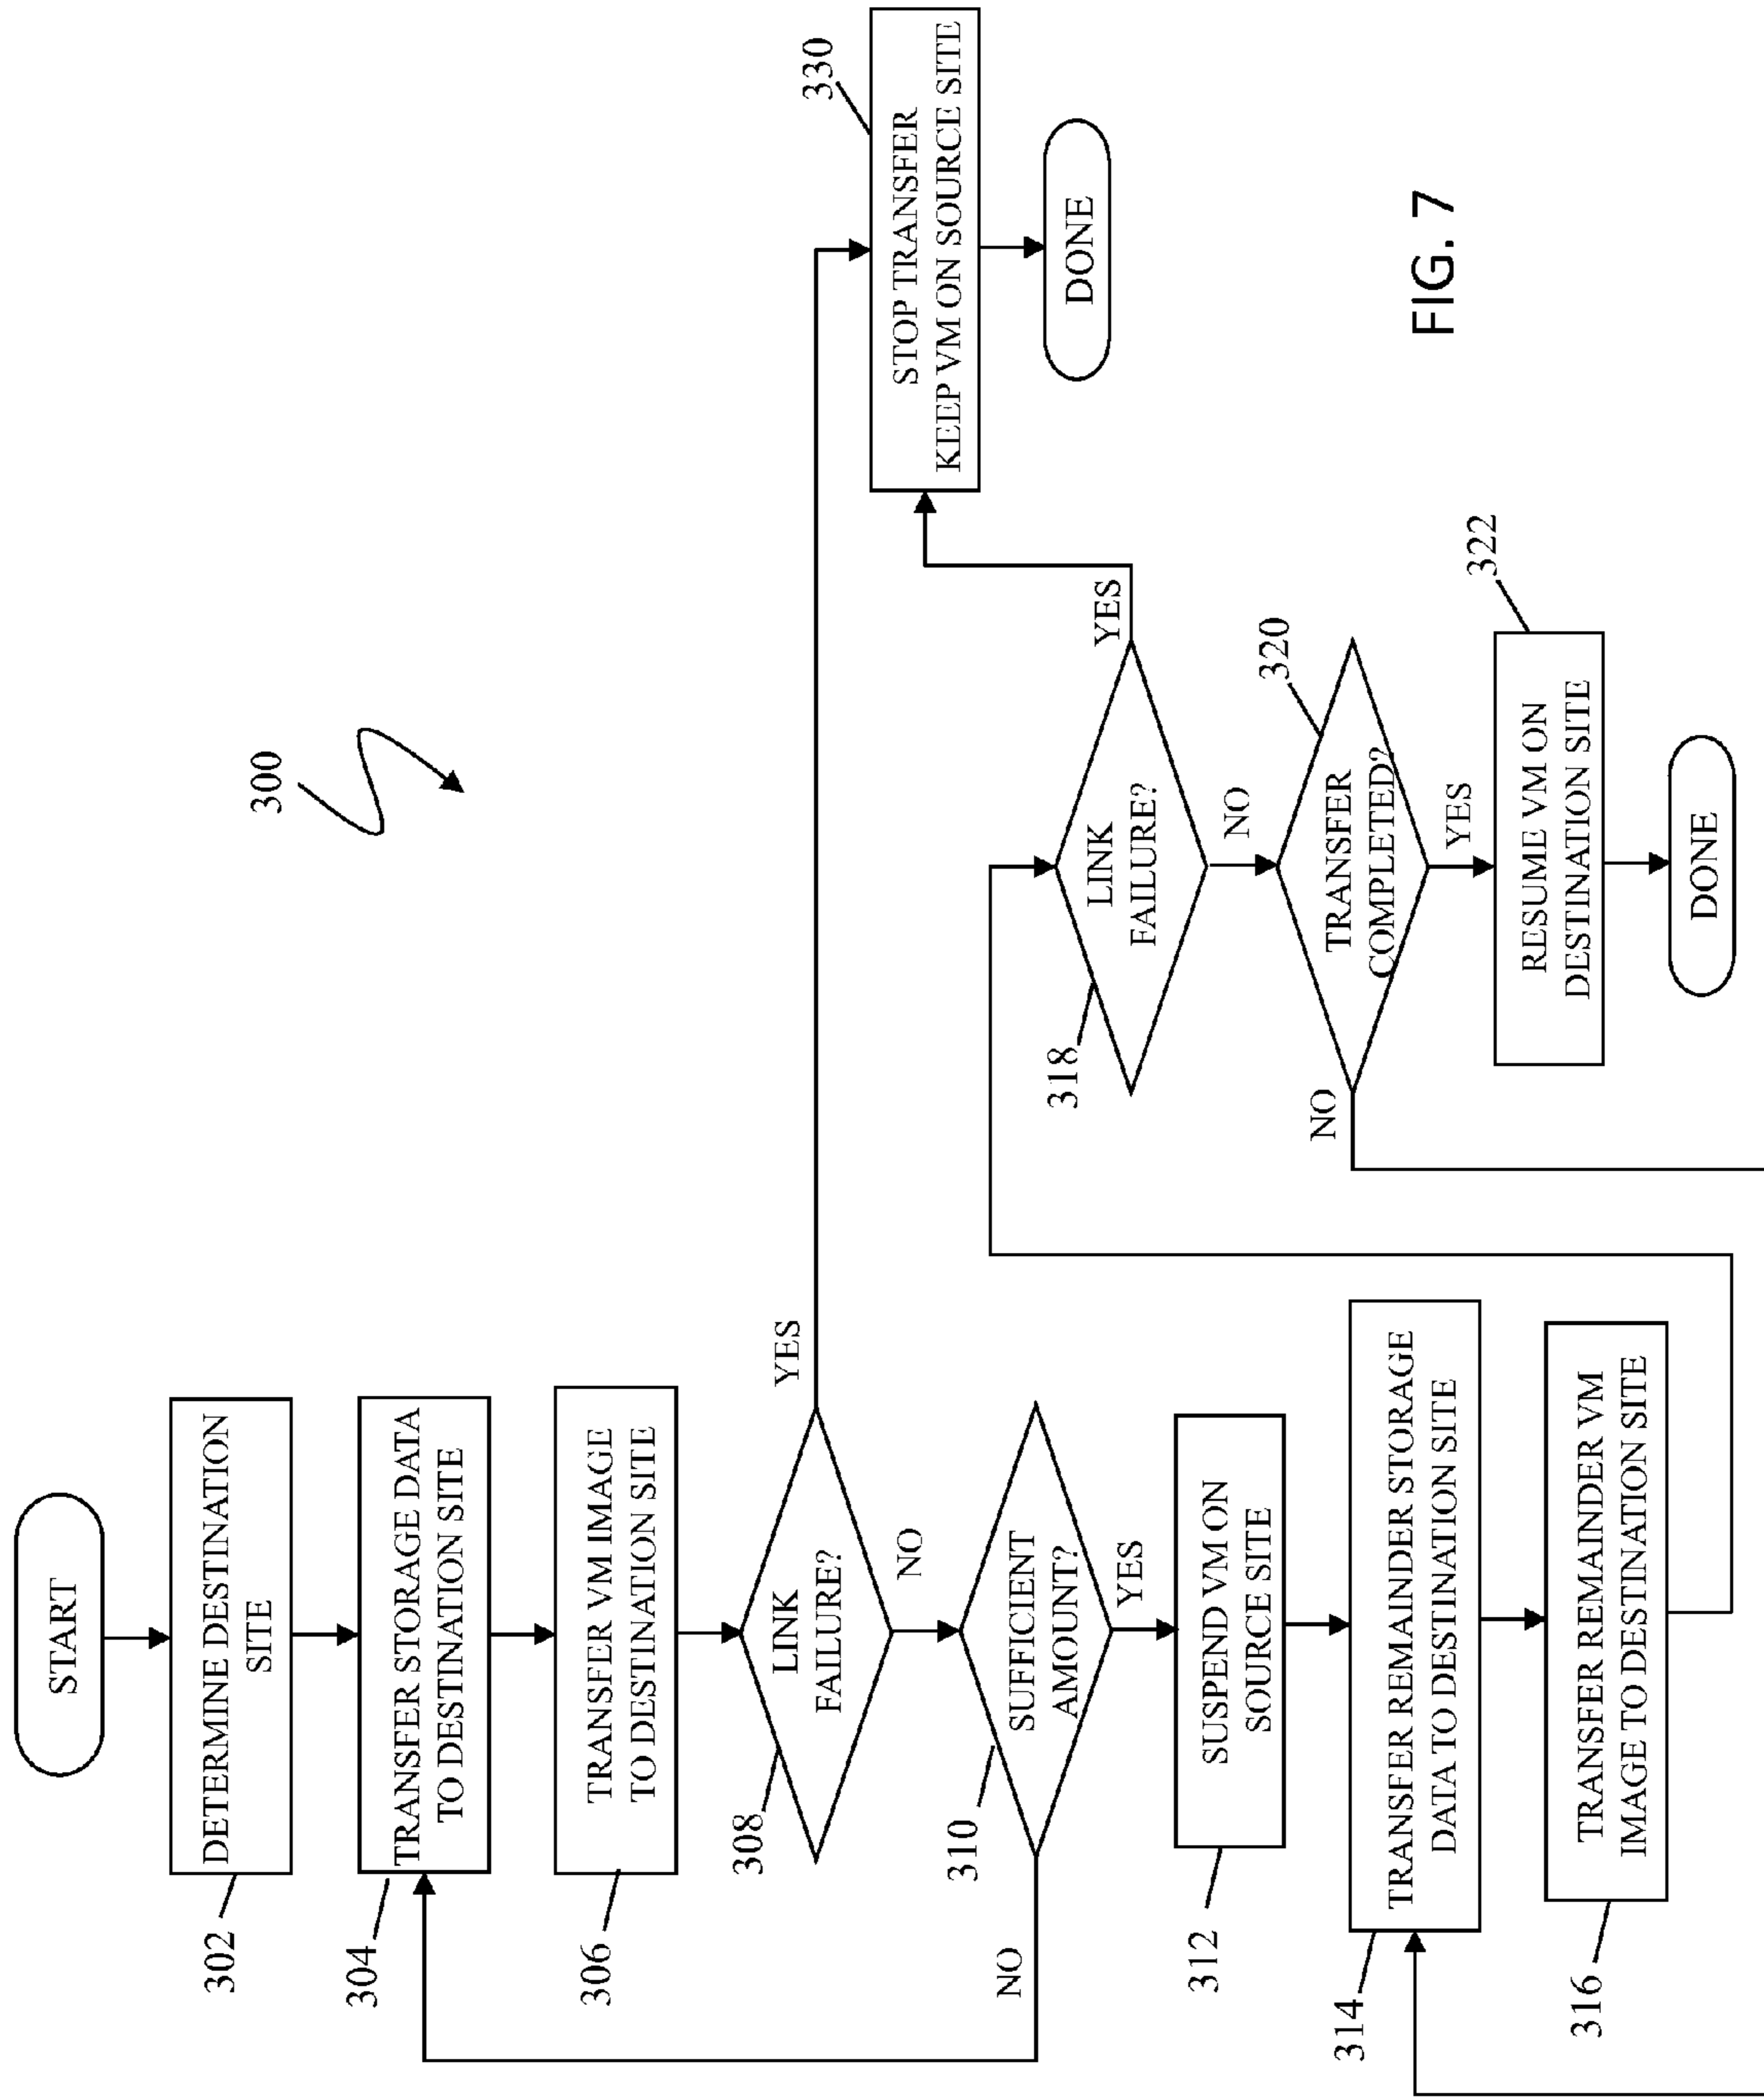 START
302
DETERMINE DESTINATION
SITE
304
TRANSFER STORAGE DATA
TO DESTINATION SITE
306
TRANSFER VM IMAGE
TO DESTINATION SITE
308
LINK
FAILURE?
YES
NO
310
SUFFICIENT
AMOUNT?
NO
YES
312
SUSPEND VM ON
SOURCE SITE
314
TRANSFER REMAINDER STORAGE
DATA TO DESTINATION SITE
316
TRANSFER REMAINDER VM
IMAGE TO DESTINATION SITE
300
318
LINK
FAILURE?
YES
NO
320
TRANSFER
COMPLETED?
NO
YES
322
RESUME VM ON
DESTINATION SITE
DONE
330
STOP TRANSFER
KEEP VM ON SOURCE SITE
DONE
FIG. 7